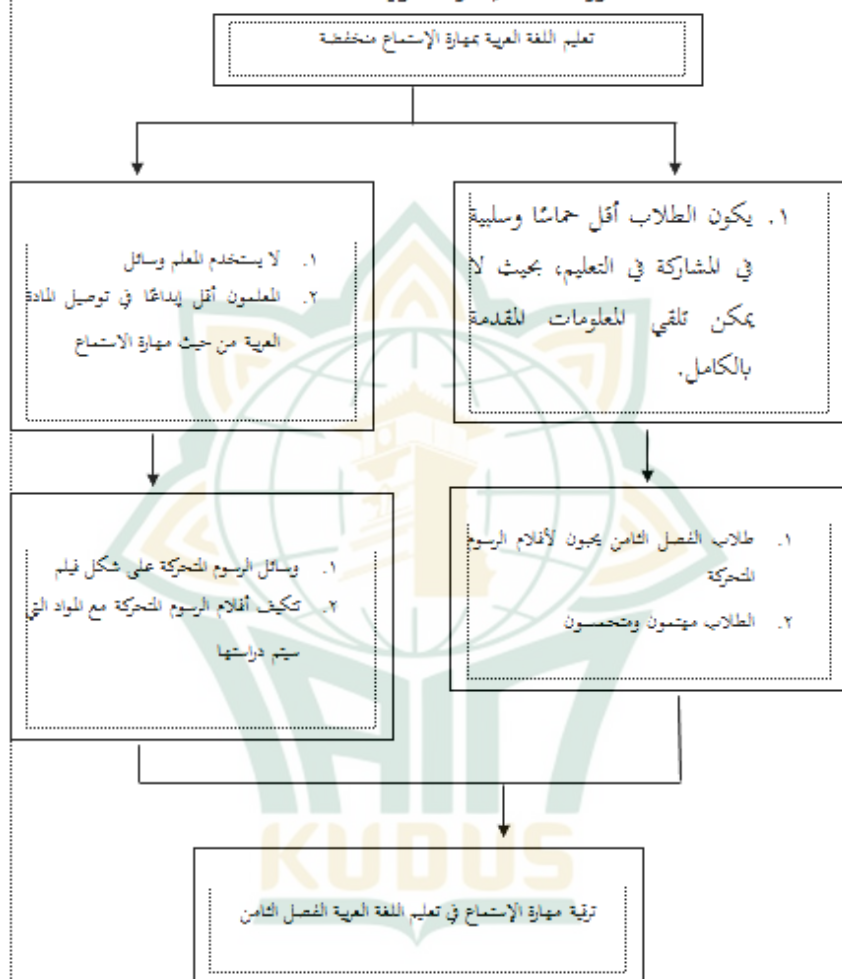 تعليم اللغة العربية بمهارة الإستماع منخفضة
١. يكون الطلاب أقل حماسًا وسلبية
في المشاركة في التعليم، بحيث لا
يمكن تلقي المعلومات المقدمة
بالكامل.
١. لا يستخدم المعلم وسائل
٢. المعلمون أقل إبداعًا في توصيل المادة
العربية من حيث مهارة الاستماع
١. طلاب الفصل الثامن يحبون لأفلام الرسوم
المتحركة
٢. الطلاب مهتمون ومتحمسون
١. وسائل الرسوم المتحركة على شكل فيلم
٢. تتكيف أفلام الرسوم المتحركة مع المواد التي
سيتم دراستها
ترقية مهارة الإستماع في تعليم اللغة العربية الفصل الثامن
IAIN
KUDUS